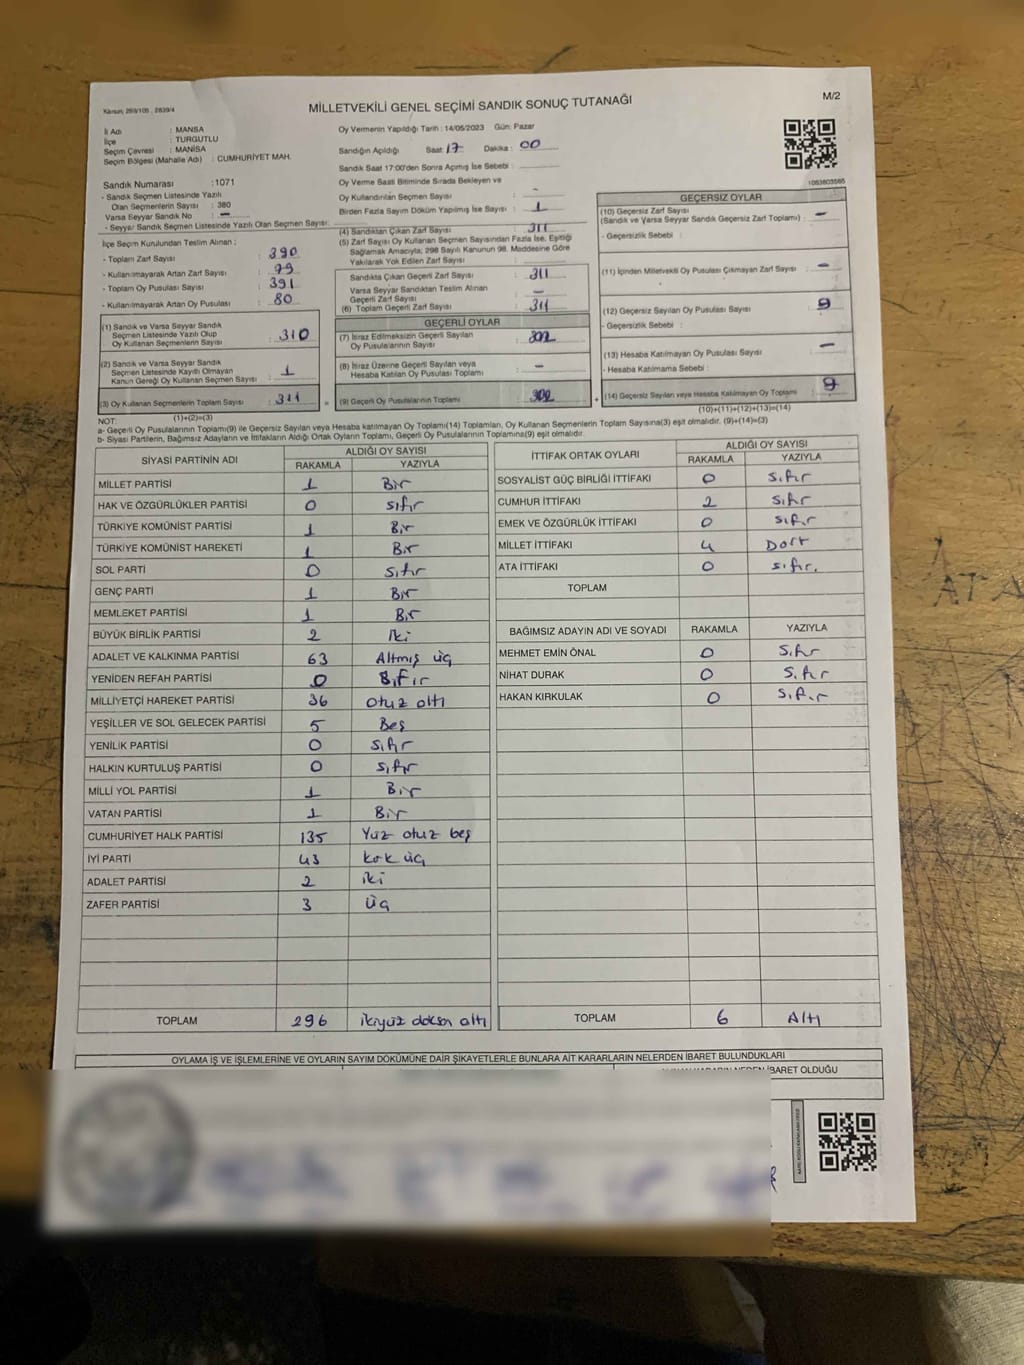 Kanun: 298/105 , 2839/4
MİLLETVEKİLİ GENEL SEÇİMİ SANDIK SONUÇ TUTANAĞI
M/2
İl Adı : MANSA
İlçe : TURGUTLU
Seçim Çevresi : MANİSA
Seçim Bölgesi (Mahalle Adı) : CUMHURİYET MAH.
Oy Vermenin Yapıldığı Tarih : 14/05/2023 Gün: Pazar
Sandığın Açıldığı Saat : 17 Dakika : 00
Sandık Saat 17:00'den Sonra Açılmış İse Sebebi :
Oy Verme Saati Bitiminde Sırada Bekleyen ve
Oy Kullandırılan Seçmen Sayısı : -
Birden Fazla Sayım Döküm Yapılmış İse Sayısı : 1
Sandık Numarası : 1071
- Sandık Seçmen Listesinde Yazılı
Olan Seçmenlerin Sayısı : 380
Varsa Seyyar Sandık No : -
- Seyyar Sandık Seçmen Listesinde Yazılı Olan Seçmen Sayısı:
İlçe Seçim Kurulundan Teslim Alınan ;
- Toplam Zarf Sayısı : 390
- Kullanılmayarak Artan Zarf Sayısı : 79
- Toplam Oy Pusulası Sayısı : 391
- Kullanılmayarak Artan Oy Pusulası : 80
(1) Sandık ve Varsa Seyyar Sandık
Seçmen Listesinde Yazılı Olup
Oy Kullanan Seçmenlerin Sayısı : 310
(2) Sandık ve Varsa Seyyar Sandık
Seçmen Listesinde Kayıtlı Olmayan
Kanun Gereği Oy Kullanan Seçmen Sayısı : 1
(3) Oy Kullanan Seçmenlerin Toplam Sayısı : 311
(1)+(2)=(3)
(4) Sandıktan Çıkan Zarf Sayısı : 311
(5) Zarf Sayısı Oy Kullanan Seçmen Sayısından Fazla İse, Eşitliği
Sağlamak Amacıyla, 298 Sayılı Kanunun 98. Maddesine Göre
Yakılarak Yok Edilen Zarf Sayısı :
Sandıkta Çıkan Geçerli Zarf Sayısı : 311
Varsa Seyyar Sandıktan Teslim Alınan
Geçerli Zarf Sayısı : -
(6) Toplam Geçerli Zarf Sayısı : 311
GEÇERLİ OYLAR
(7) İtiraz Edilmeksizin Geçerli Sayılan
Oy Pusulalarının Sayısı : 302
(8) İtiraz Üzerine Geçerli Sayılan veya
Hesaba Katılan Oy Pusulası Toplamı : -
= (9) Geçerli Oy Pusulalarının Toplamı : 302
1083803565
GEÇERSİZ OYLAR
(10) Geçersiz Zarf Sayısı
(Sandık ve Varsa Seyyar Sandık Geçersiz Zarf Toplamı) : -
- Geçersizlik Sebebi :
(11) İçinden Milletvekili Oy Pusulası Çıkmayan Zarf Sayısı : -
(12) Geçersiz Sayılan Oy Pusulası Sayısı : 9
- Geçersizlik Sebebi :
(13) Hesaba Katılmayan Oy Pusulası Sayısı : -
- Hesaba Katılmama Sebebi :
+ (14) Geçersiz Sayılan veya Hesaba Katılmayan Oy Toplamı : 9
(10)+(11)+(12)+(13)=(14)
NOT:
a- Geçerli Oy Pusulalarının Toplamı(9) ile Geçersiz Sayılan veya Hesaba Katılmayan Oy Toplamı(14) Toplamları, Oy Kullanan Seçmenlerin Toplam Sayısına(3) eşit olmalıdır. (9)+(14)=(3)
b- Siyasi Partilerin, Bağımsız Adayların ve İttifakların Aldığı Ortak Oyların Toplamı, Geçerli Oy Pusulalarının Toplamına(9) eşit olmalıdır.
SİYASİ PARTİNİN ADI ALDIĞI OY SAYISI
RAKAMLA YAZIYLA
MİLLET PARTİSİ 1 Bir
HAK VE ÖZGÜRLÜKLER PARTİSİ 0 sıfır
TÜRKİYE KOMÜNİST PARTİSİ 1 Bir
TÜRKİYE KOMÜNİST HAREKETİ 1 Bir
SOL PARTİ 0 sıfır
GENÇ PARTİ 1 Bir
MEMLEKET PARTİSİ 1 Bir
BÜYÜK BİRLİK PARTİSİ 2 iki
ADALET VE KALKINMA PARTİSİ 63 Altmış üç
YENİDEN REFAH PARTİSİ 0 Sıfır
MİLLİYETÇİ HAREKET PARTİSİ 36 otuz altı
YEŞİLLER VE SOL GELECEK PARTİSİ 5 Beş
YENİLİK PARTİSİ 0 sıfır
HALKIN KURTULUŞ PARTİSİ 0 sıfır
MİLLİ YOL PARTİSİ 1 Bir
VATAN PARTİSİ 1 Bir
CUMHURİYET HALK PARTİSİ 135 Yüz otuz beş
İYİ PARTİ 43 kırk üç
ADALET PARTİSİ 2 iki
ZAFER PARTİSİ 3 üç
TOPLAM 296 ikiyüz doksan altı
İTTİFAK ORTAK OYLARI ALDIĞI OY SAYISI
RAKAMLA YAZIYLA
SOSYALİST GÜÇ BİRLİĞİ İTTİFAKI 0 sıfır
CUMHUR İTTİFAKI 2 sıfır
EMEK VE ÖZGÜRLÜK İTTİFAKI 0 sıfır
MİLLET İTTİFAKI 4 Dört
ATA İTTİFAKI 0 sıfır.
TOPLAM
BAĞIMSIZ ADAYIN ADI VE SOYADI RAKAMLA YAZIYLA
MEHMET EMİN ÖNAL 0 sıfır
NİHAT DURAK 0 sıfır
HAKAN KIRKULAK 0 sıfır
TOPLAM 6 Altı
OYLAMA İŞ VE İŞLEMLERİNE VE OYLARIN SAYIM DÖKÜMÜNE DAİR ŞİKAYETLERLE BUNLARA AİT KARARLARIN NELERDEN İBARET BULUNDUKLARI
İBARET OLDUĞU
ATA